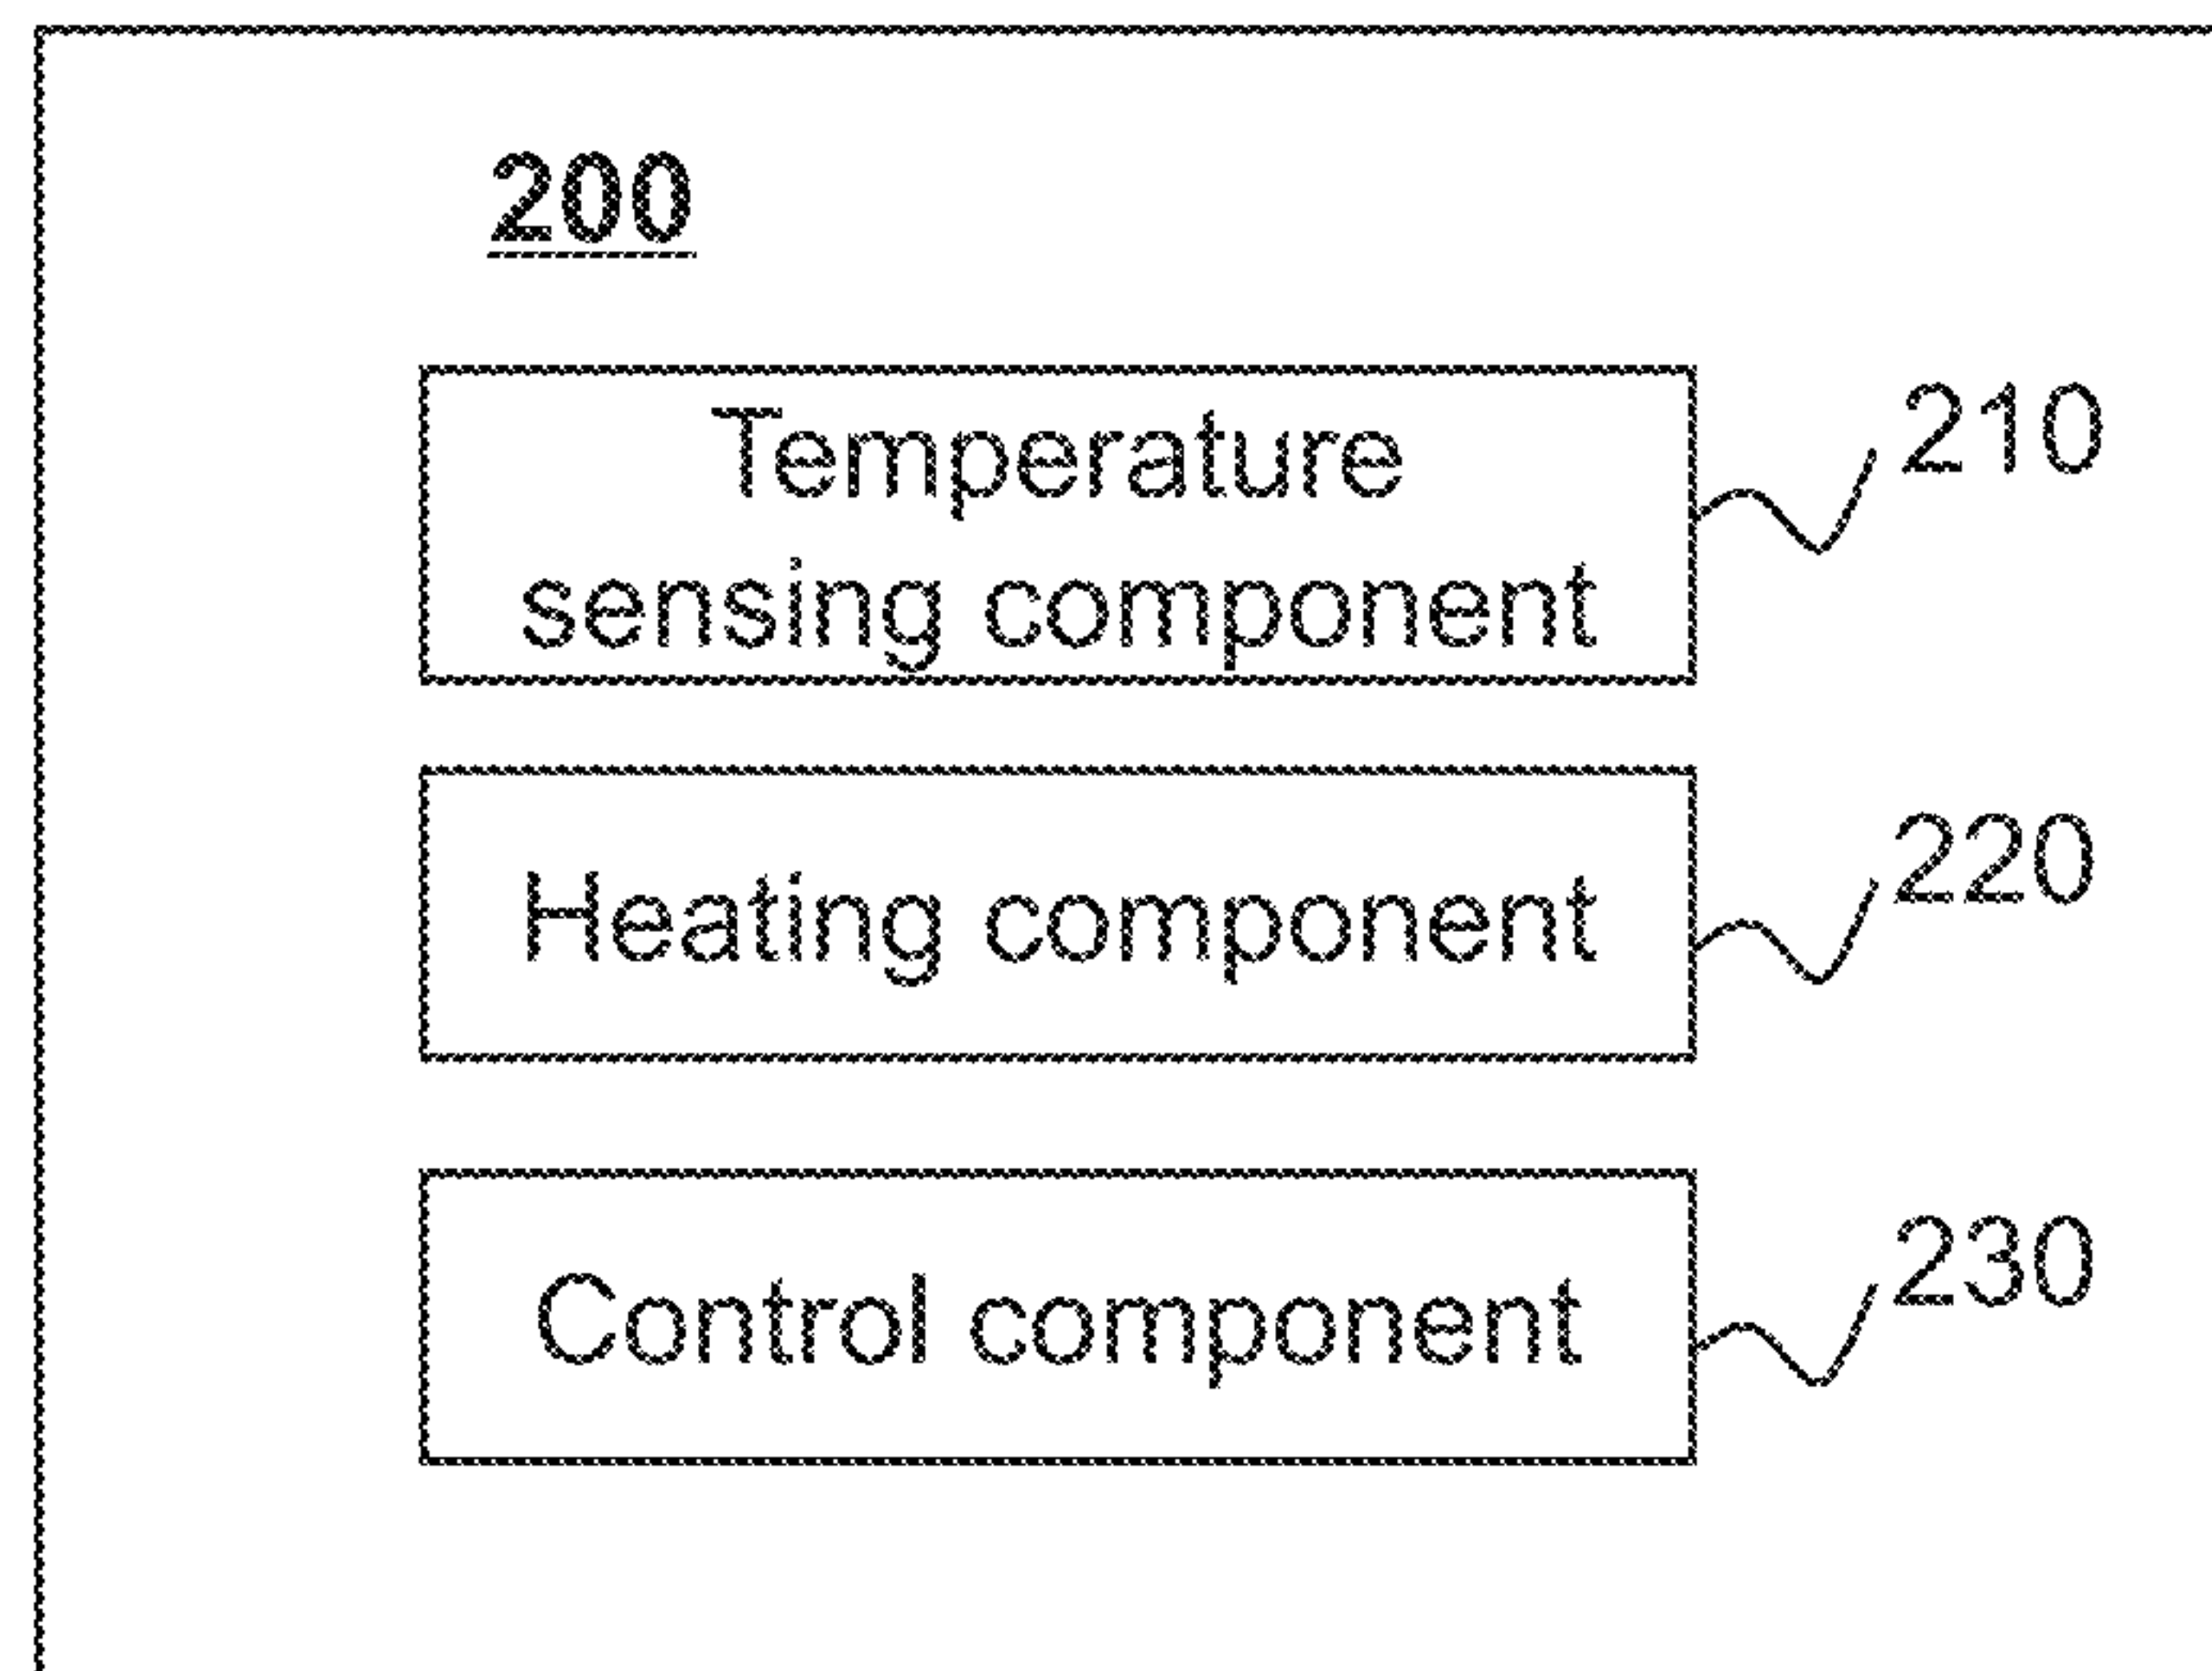 200
Temperature
sensing component
210
Heating component
220
Control component
230